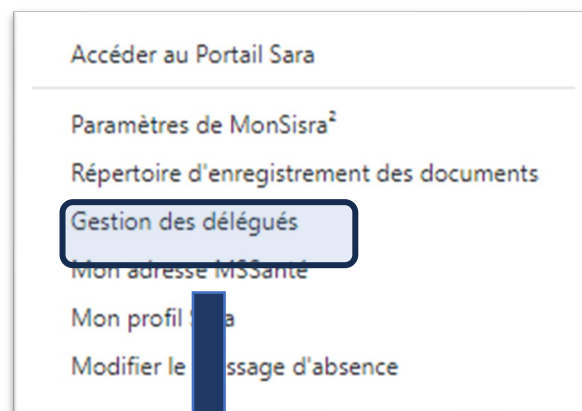 Accéder au Portail Sara
Paramètres de MonSisra²
Répertoire d'enregistrement des documents
Gestion des délégués
Mon adresse MSSanté
Mon profil
Modifier le ssage d'absence